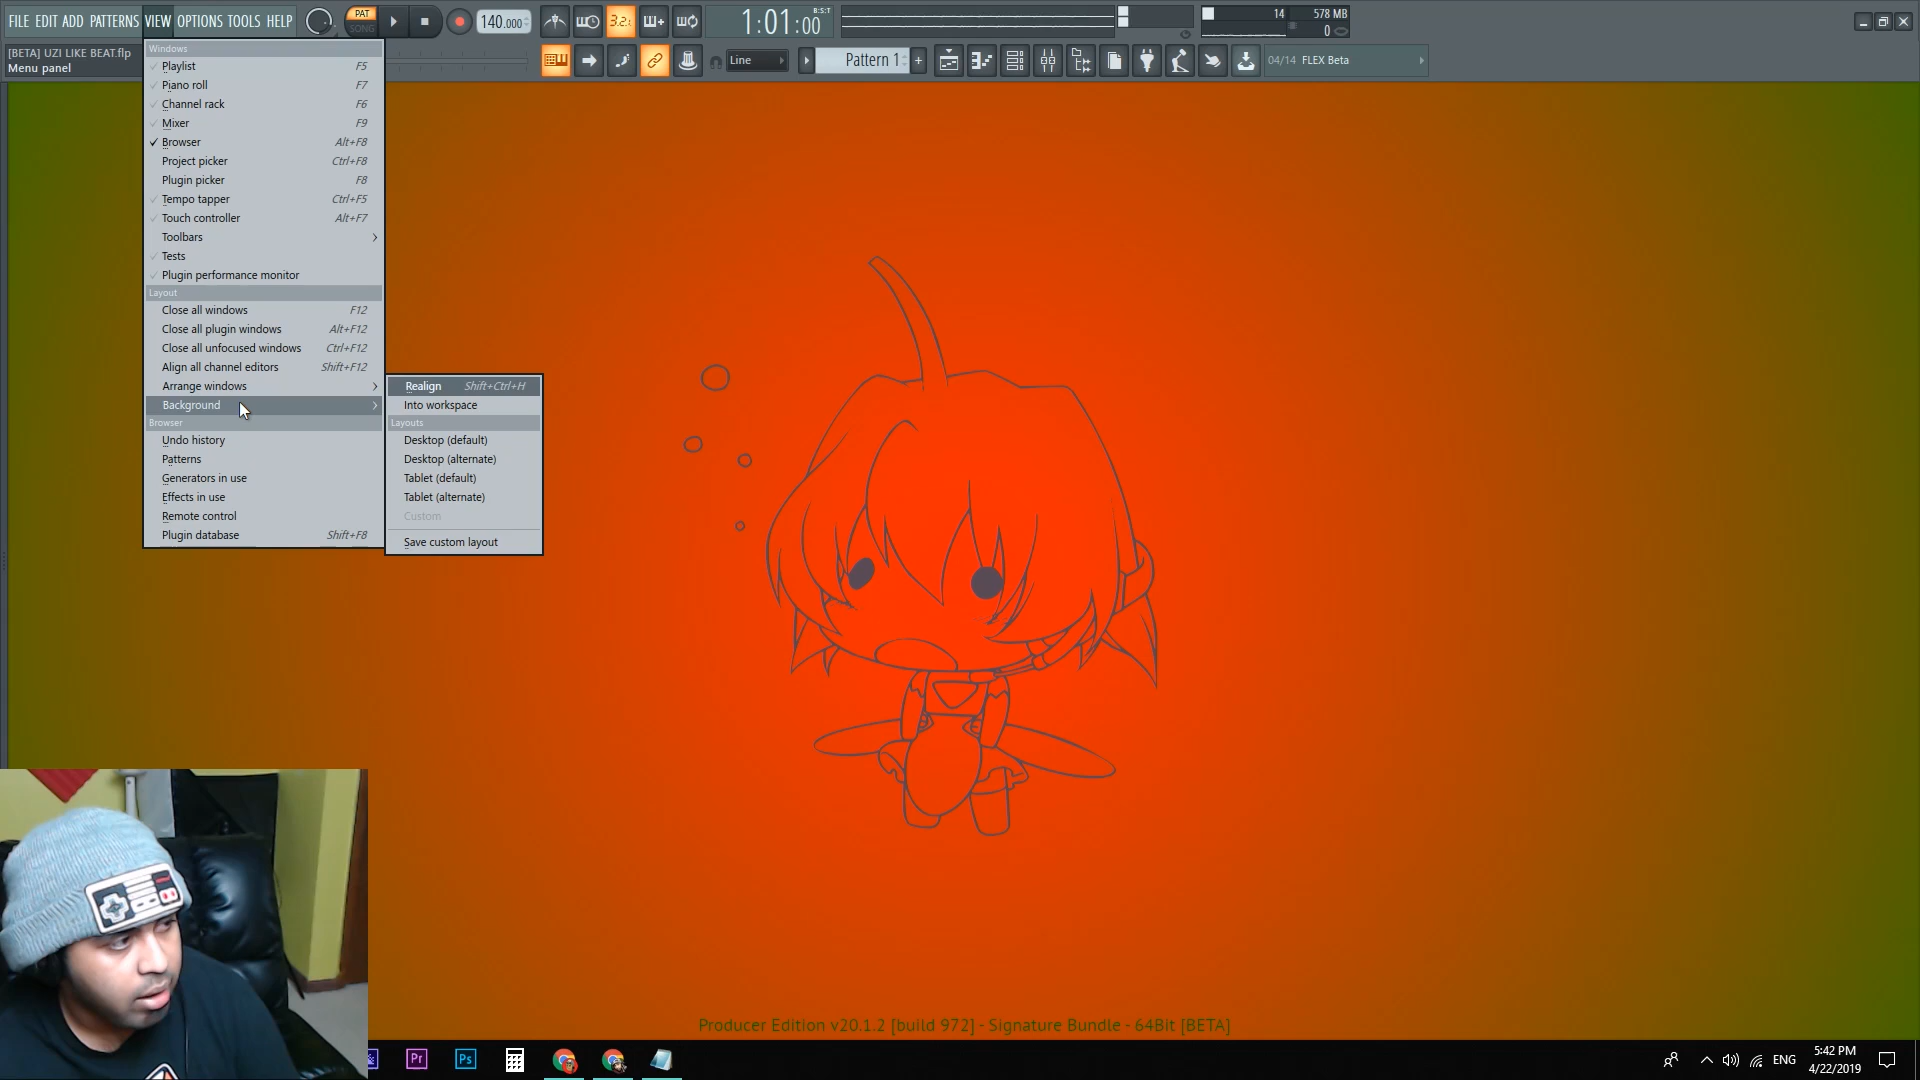 FILE EDIT ADD PATTERNS VIEW OPTIONS TOOLS HELP
PAT
SONG
140.000
3.2.
1:01:00
B:S:T
14
578 MB
0
[BETA] UZI LIKE BEAT.flp
Menu panel
Line
Pattern 1
+
04/14 FLEX Beta
Windows
Playlist F5
Piano roll F7
Channel rack F6
Mixer F9
Browser Alt+F8
Project picker Ctrl+F8
Plugin picker F8
Tempo tapper Ctrl+F5
Touch controller Alt+F7
Toolbars
Tests
Plugin performance monitor
Layout
Close all windows F12
Close all plugin windows Alt+F12
Close all unfocused windows Ctrl+F12
Align all channel editors Shift+F12
Arrange windows
Background
Browser
Undo history
Patterns
Generators in use
Effects in use
Remote control
Plugin database Shift+F8
Realign Shift+Ctrl+H
Into workspace
Layouts
Desktop (default)
Desktop (alternate)
Tablet (default)
Tablet (alternate)
Custom
Save custom layout
Producer Edition v20.1.2 [build 972] - Signature Bundle - 64Bit [BETA]
Pr
Ps
ENG
5:42 PM
4/22/2019